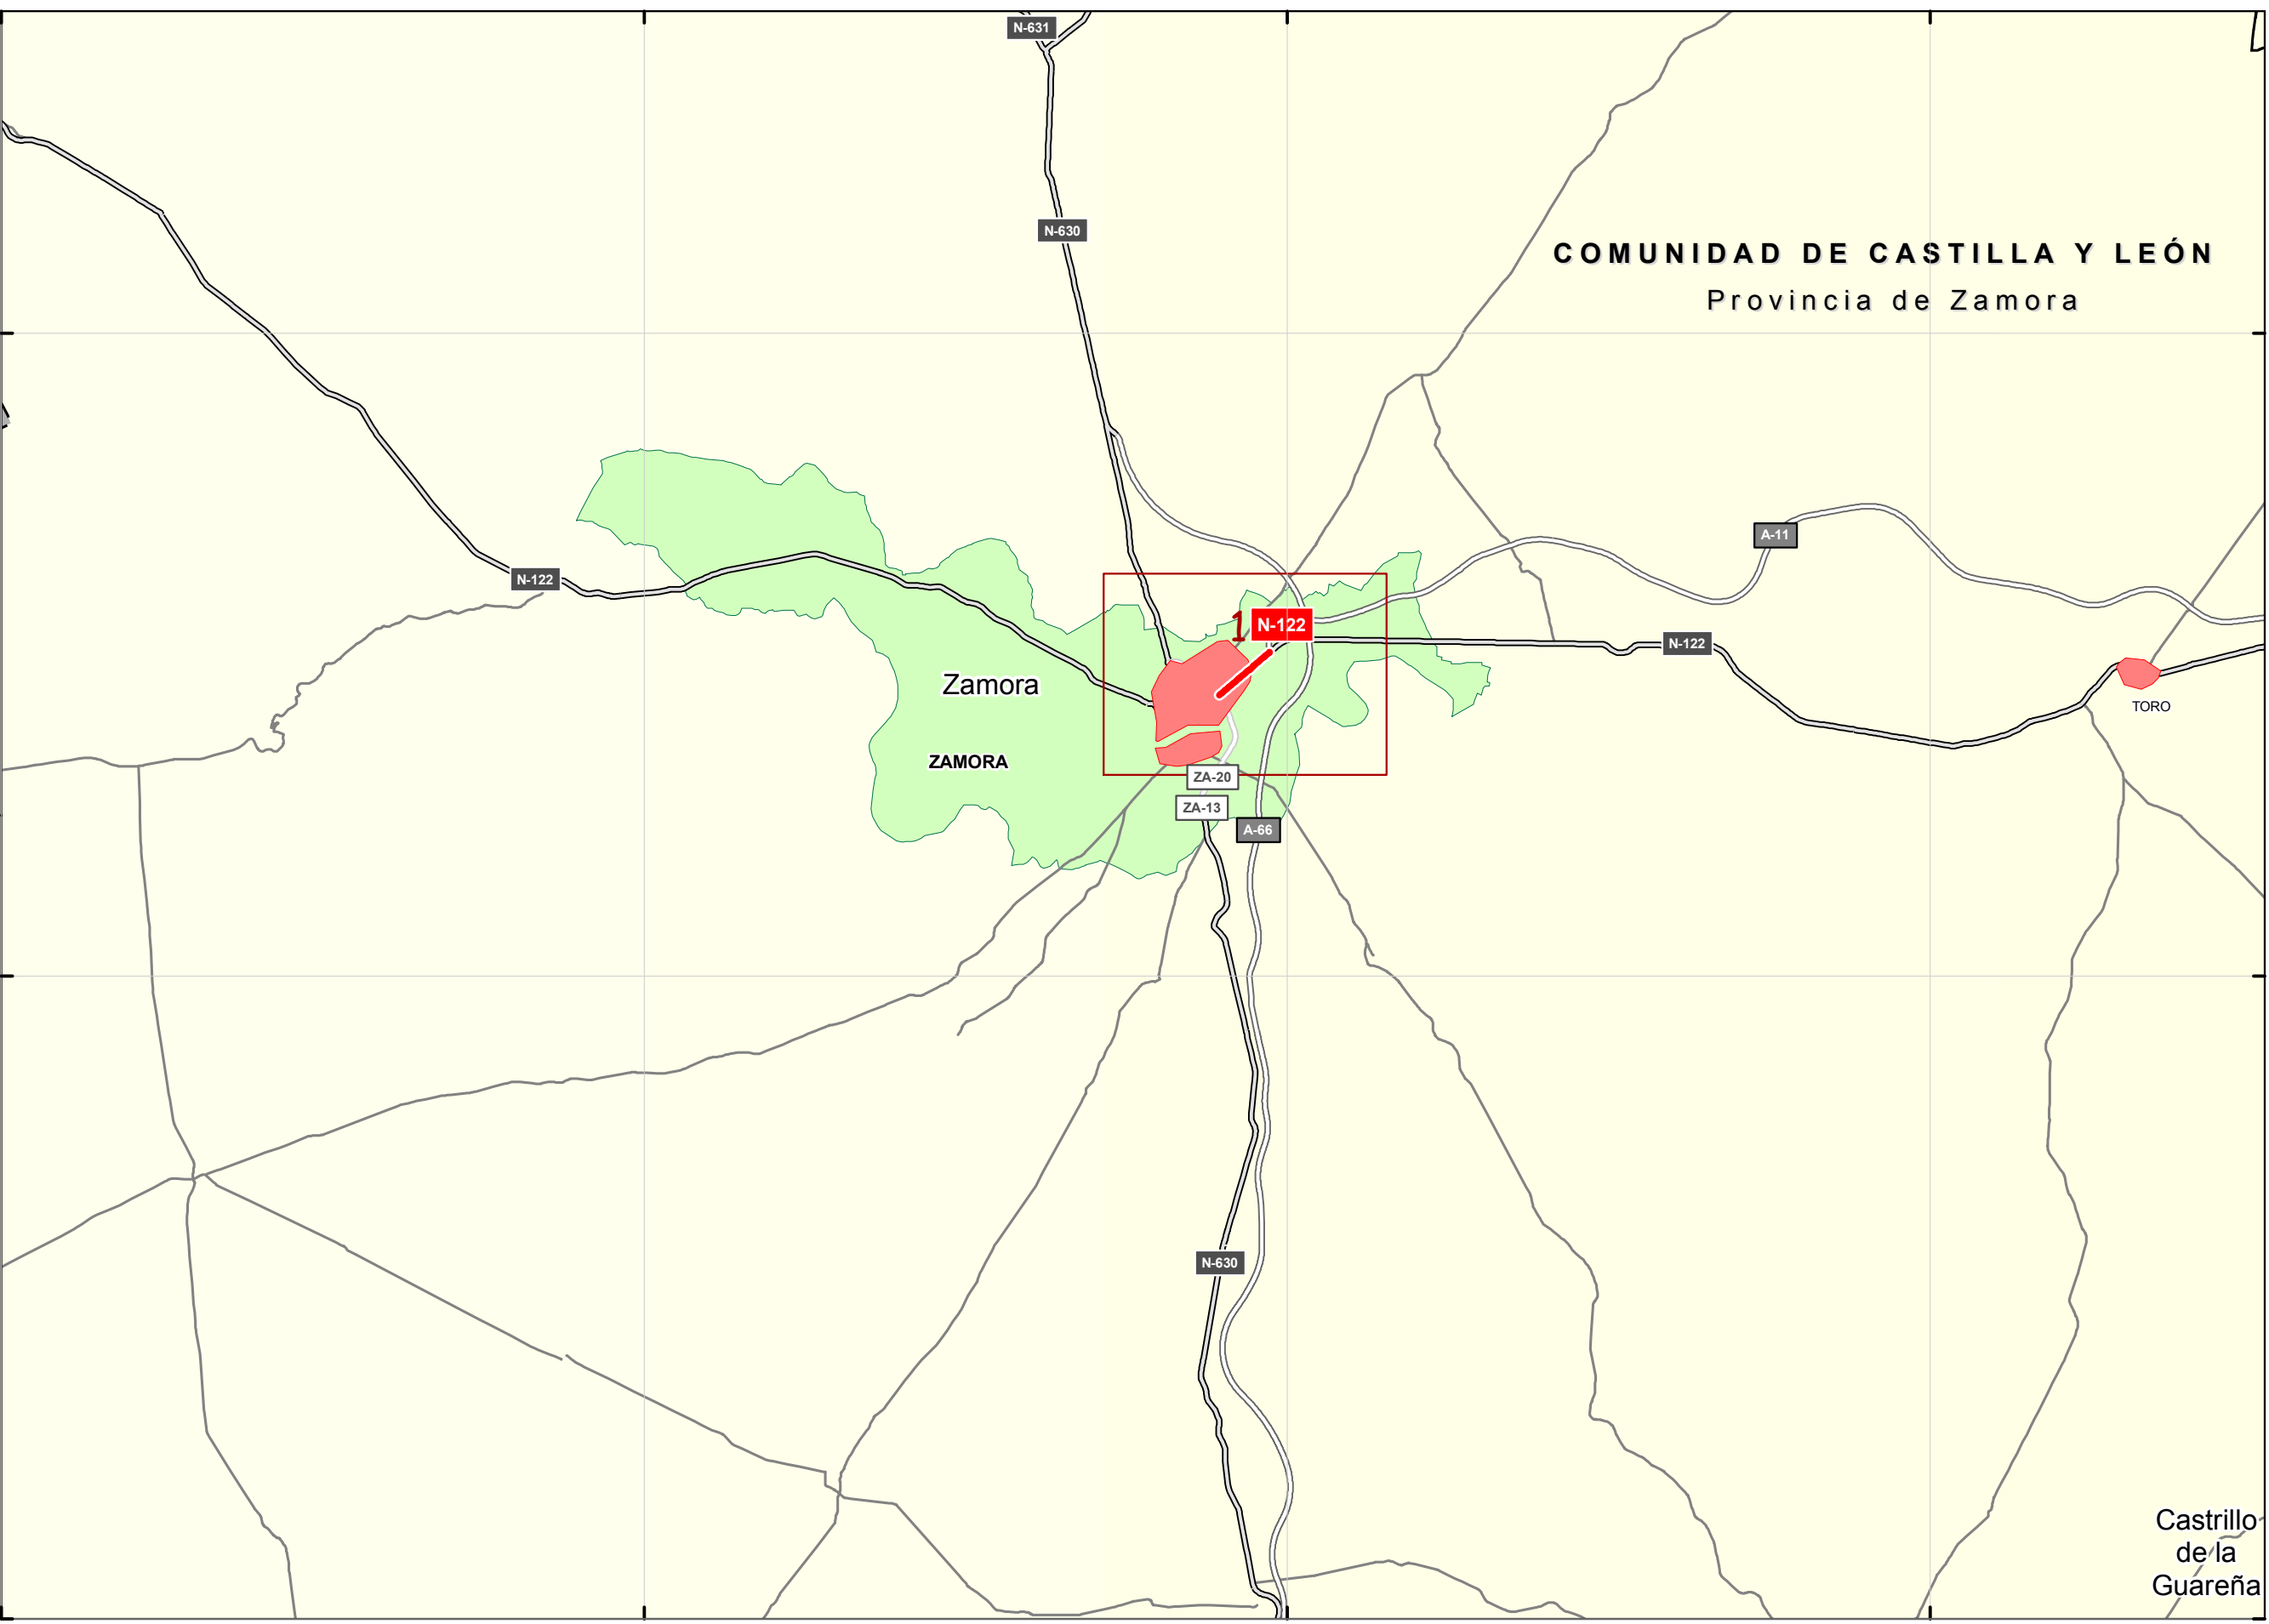 N-631
N-630
COMUNIDAD DE CASTILLA Y LEÓN
Provincia de Zamora
A-11
N-122
1
N-122
N-122
Zamora
TORO
ZAMORA
ZA-20
ZA-13
A-66
N-630
Castrillo
de la
Guareña